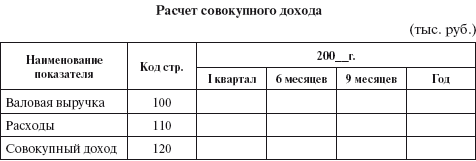 Расчет совокупного дохода
(тыс. руб.)
Наименование показателя Код стр. 200__г.
I квартал 6 месяцев 9 месяцев Год
Валовая выручка 100
Расходы 110
Совокупный доход 120